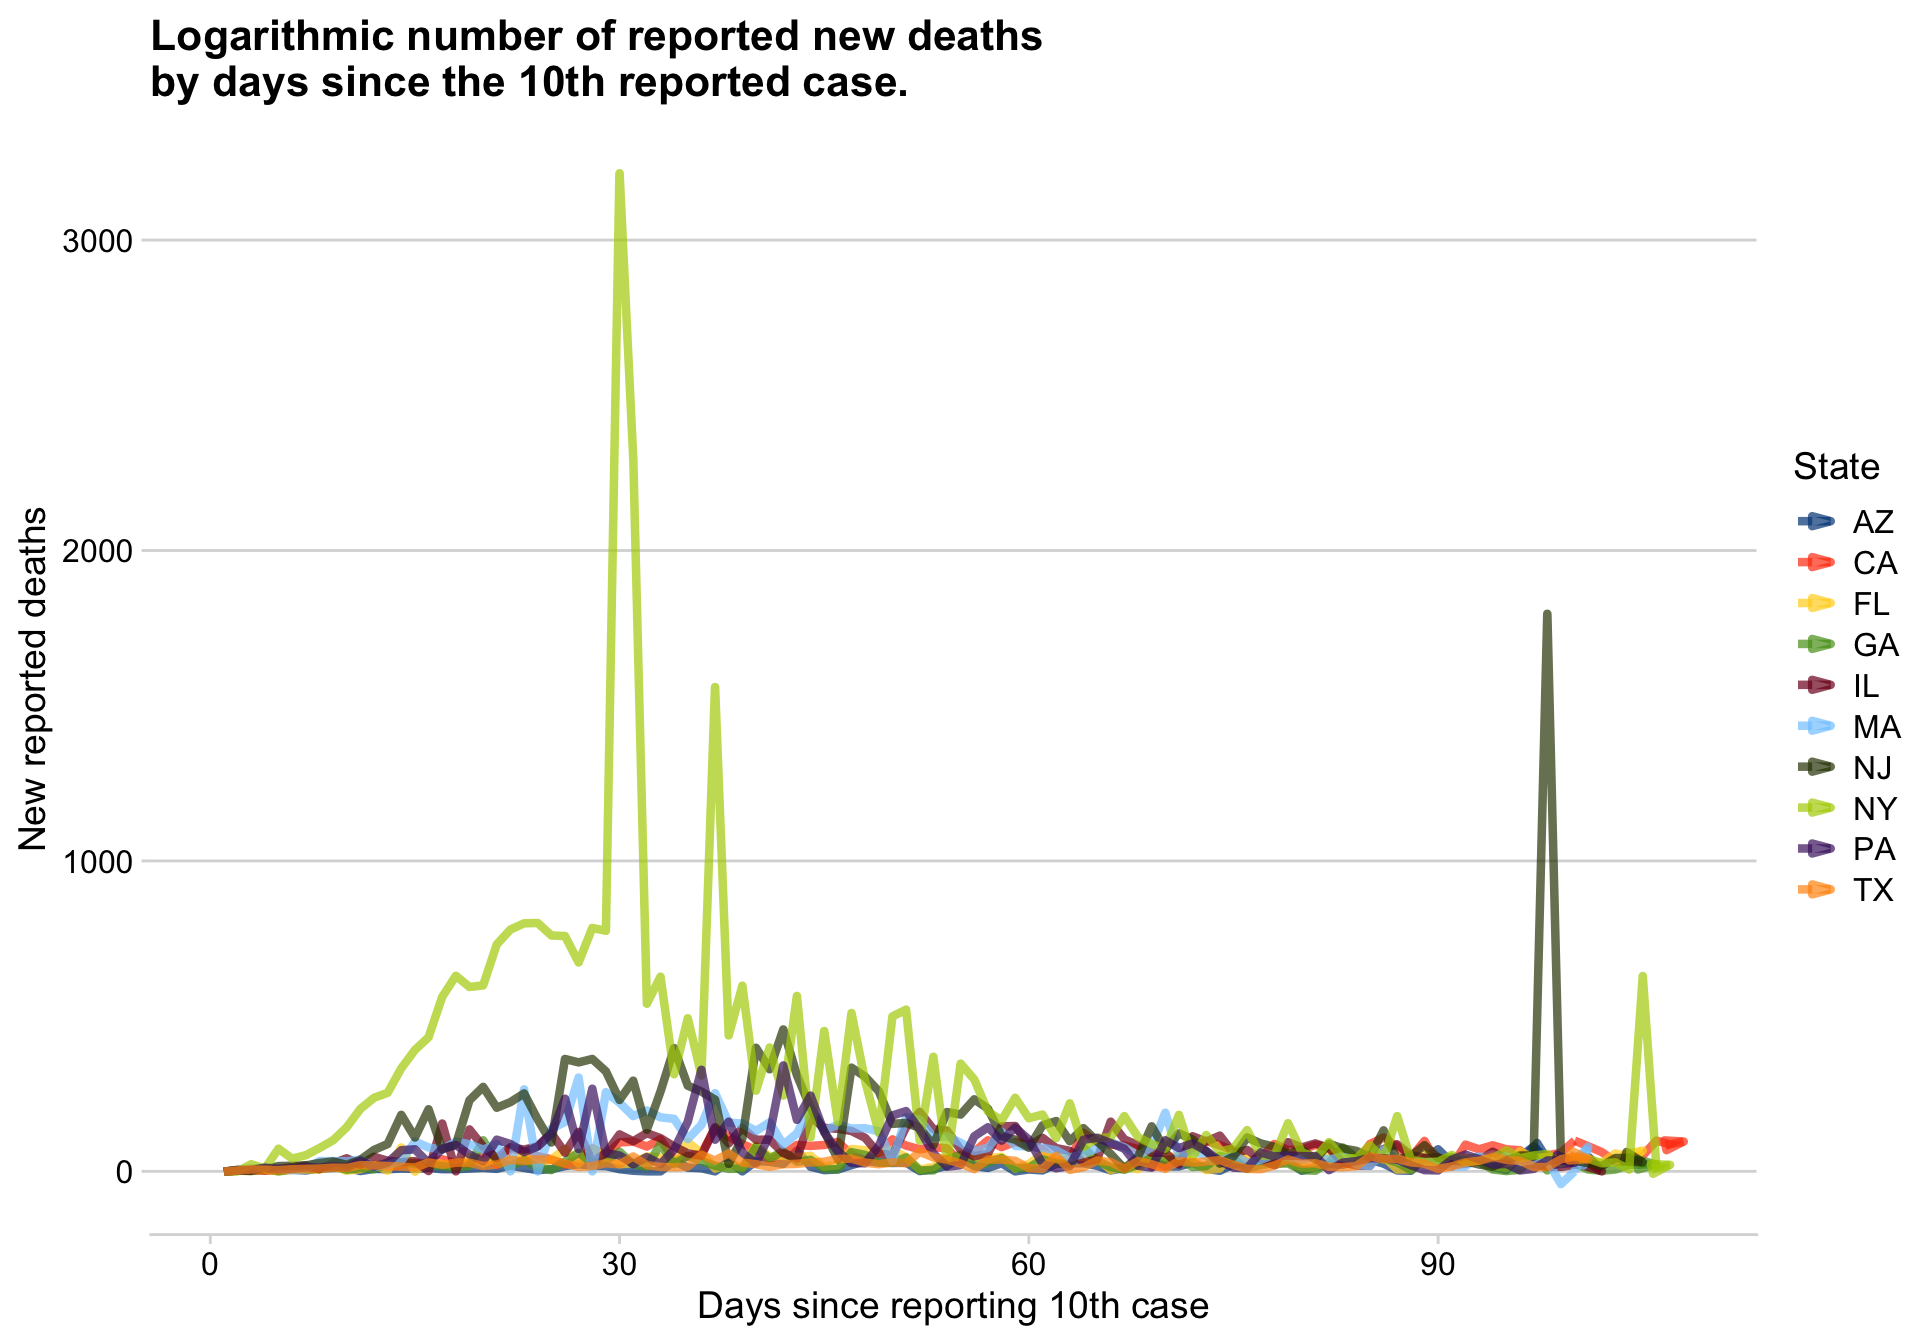 Logarithmic number of reported new deaths
by days since the 10th reported case.
New reported deaths
3000
2000
1000
0
0 30 60 90
Days since reporting 10th case
State
AZ
CA
FL
GA
IL
MA
NJ
NY
PA
TX